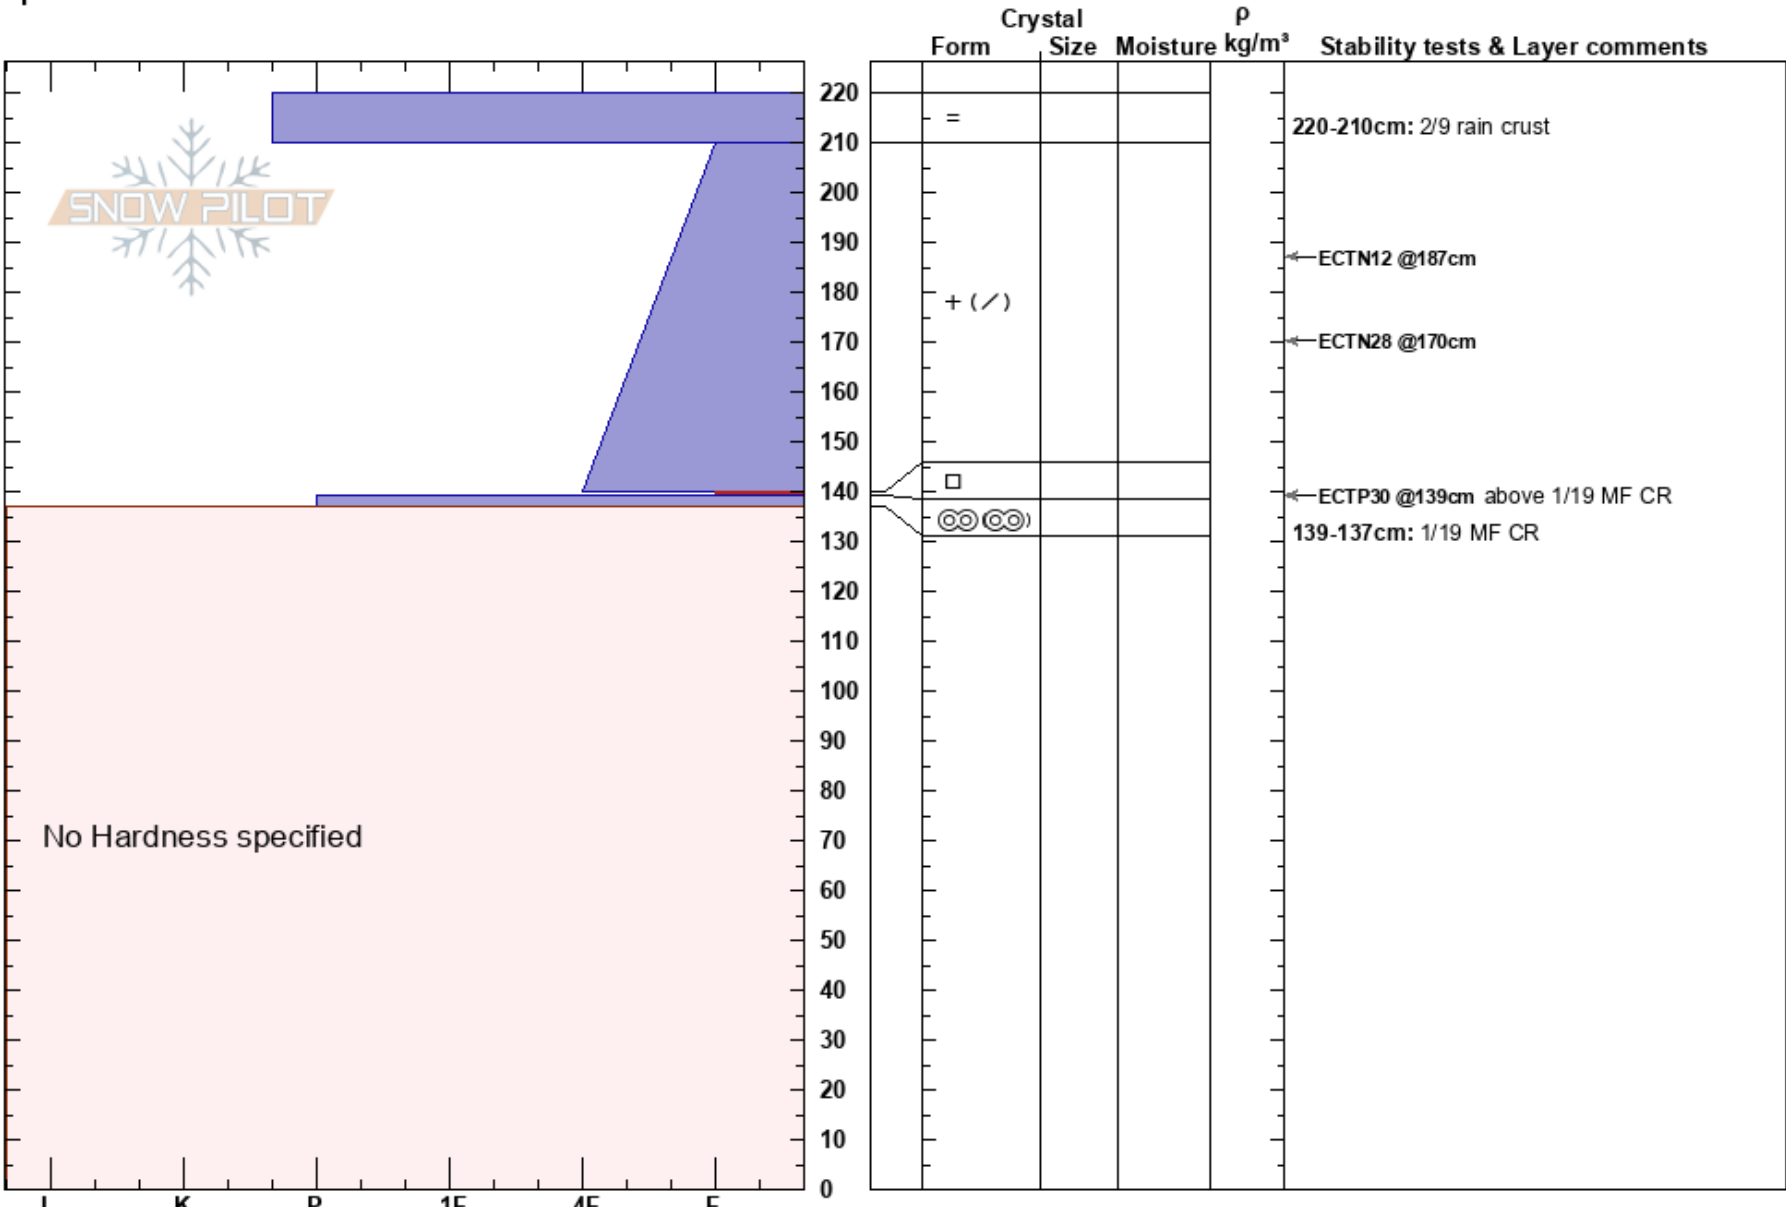 Crystal ρ
Form Size Moisture kg/m³ Stability tests & Layer comments
220
= 220-210cm: 2/9 rain crust
210
200
SNOW PILOT
190
ECTN12 @187cm
180
+ (/)
170 ECTN28 @170cm
160
150
140 ECTP30 @139cm above 1/19 MF CR
130 139-137cm: 1/19 MF CR
120
110
100
90
80
No Hardness specified 70
60
50
40
30
20
10
0
I K P 1F 4F F